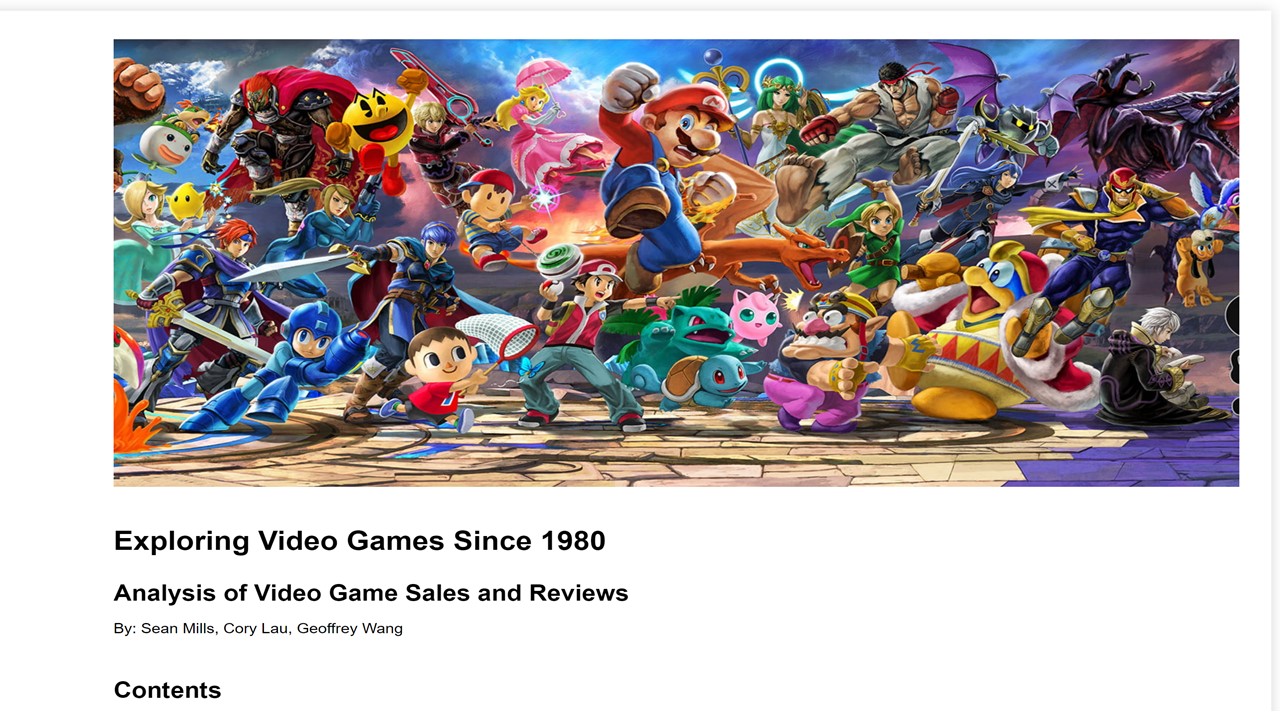 Exploring Video Games Since 1980
Analysis of Video Game Sales and Reviews
By: Sean Mills, Cory Lau, Geoffrey Wang
Contents